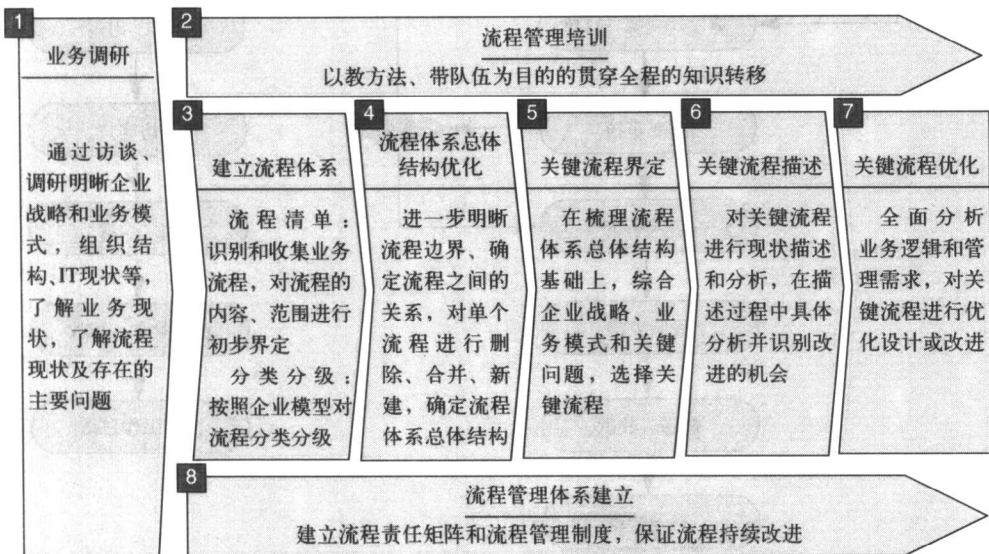 1
业务调研
通过访谈、
调研明晰企业
战略和业务模
式，组织结
构、IT现状等，
了解业务现
状，了解流程
现状及存在的
主要问题
2
流程管理培训
以教方法、带队伍为目的的贯穿全程的知识转移
3
建立流程体系
流程清单：
识别和收集业务
流程，对流程的
内容、范围进行
初步界定
分类分级：
按照企业模型对
流程分类分级
4
流程体系总体
结构优化
进一步明晰
流程边界、确
定流程之间的
关系，对单个
流程进行删
除、合并、新
建，确定流程
体系总体结构
5
关键流程界定
在梳理流程
体系总体结构
基础上，综合
企业战略、业
务模式和关键
问题，选择关
键流程
6
关键流程描述
对关键流程
进行现状描述
和分析，在描
述过程中具体
分析并识别改
进的机会
7
关键流程优化
全面分析
业务逻辑和管
理需求，对关
键流程进行优
化设计或改进
8
流程管理体系建立
建立流程责任矩阵和流程管理制度，保证流程持续改进